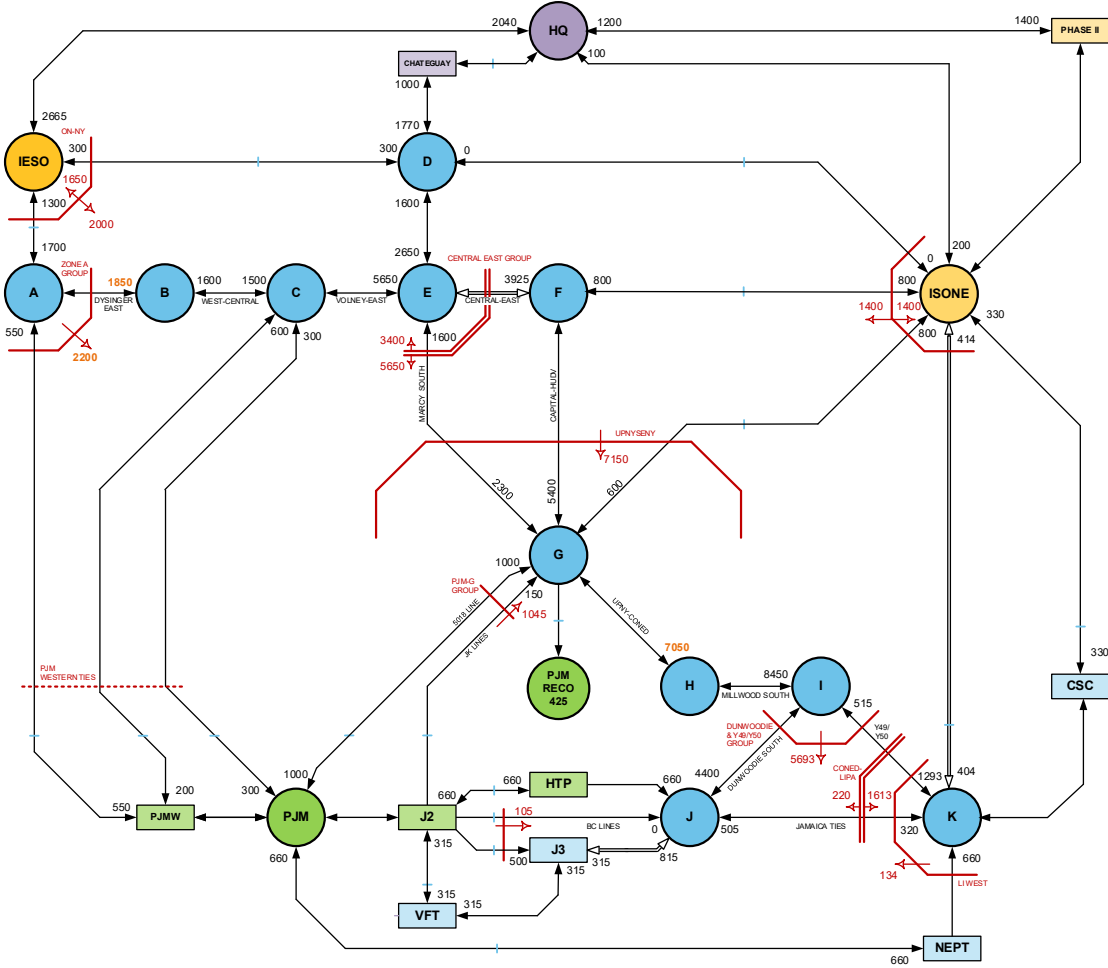 2040
HQ
1200
1400
PHASE II
100
CHATEGUAY
1000
2665
ON-NY
1770
IESO
300
300
D
0
1650
1300
2000
1600
1700
ZONE A
GROUP
2650
CENTRAL EAST GROUP
200
0
A
1850
B
1600
1500
C
5650
E
3925
F
800
800
ISONE
DYSINGER
EAST
WEST-CENTRAL
VOLNEY-EAST
CENTRAL-EAST
550
2200
600
300
3400
1600
5650
1400
1400
800
330
414
MARCY SOUTH
CAPITAL-HUDV
UPNYSENY
7150
2300
5400
600
G
1000
150
PJM-G
GROUP
1045
5018 LINE
JK LINES
UPNY-CONED
7050
PJM
RECO
425
H
8450
MILLWOOD SOUTH
I
515
330
CSC
PJM
WESTERN TIES
DUNWOODIE
& Y49/Y50
GROUP
5693
Y49/
Y50
DUNWOODIE SOUTH
CONED-
LIPA
1000
660
HTP
660
4400
1293
404
550
200
PJMW
300
PJM
660
J2
105
BC LINES
0
J
505
JAMAICA TIES
220
1613
320
K
660
315
500
J3
315
815
315
660
134
LI WEST
315
VFT
315
NEPT
660